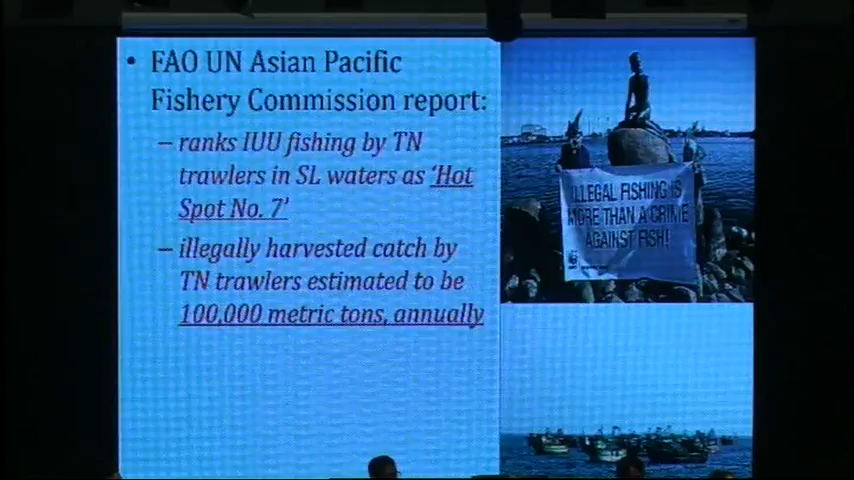 • FAO UN Asian Pacific
Fishery Commission report:
– ranks IUU fishing by TN
trawlers in SL waters as ‘Hot
Spot No. 7’
– illegally harvested catch by
TN trawlers estimated to be
100,000 metric tons, annually
ILLEGAL FISHING IS
MORE THAN A CRIME
AGAINST FISH!